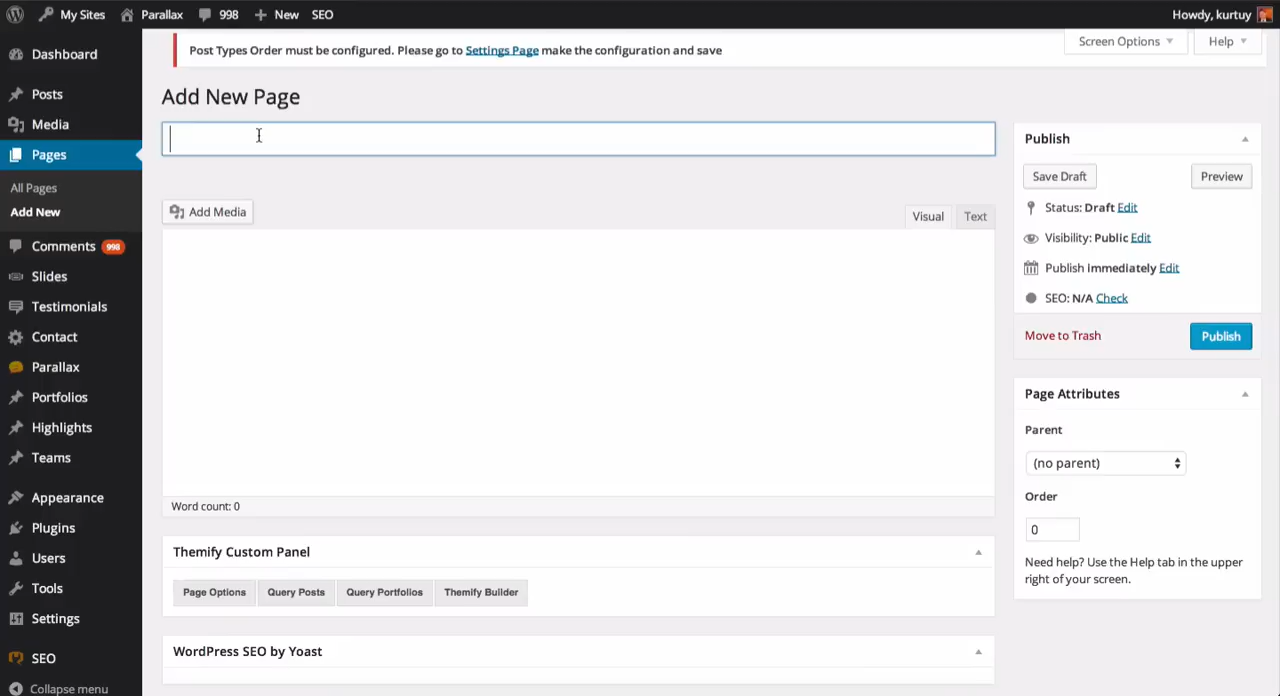 My Sites Parallax 998 New SEO Howdy, kurtuy
Dashboard
Posts
Media
Pages
All Pages
Add New
Comments 998
Slides
Testimonials
Contact
Parallax
Portfolios
Highlights
Teams
Appearance
Plugins
Users
Tools
Settings
SEO
Collapse menu
Post Types Order must be configured. Please go to Settings Page make the configuration and save
Screen Options Help
Add New Page
Add Media
Visual Text
Word count: 0
Themify Custom Panel
Page Options Query Posts Query Portfolios Themify Builder
WordPress SEO by Yoast
Publish
Save Draft Preview
Status: Draft Edit
Visibility: Public Edit
Publish Immediately Edit
SEO: N/A Check
Move to Trash Publish
Page Attributes
Parent
(no parent)
Order
0
Need help? Use the Help tab in the upper
right of your screen.